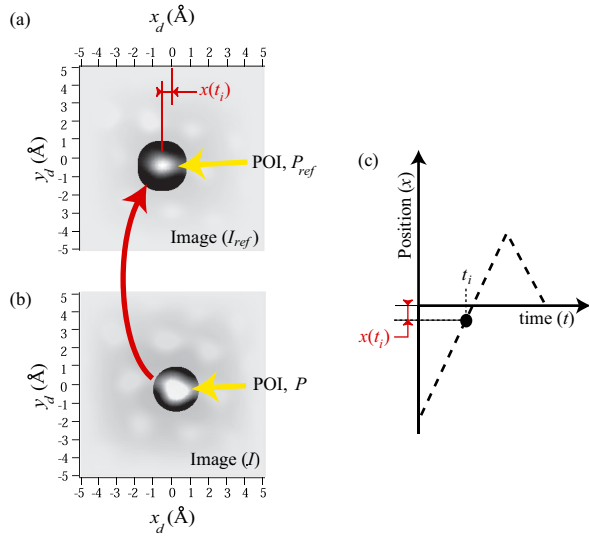 (a)
x_d (Å)
-5 -4 -3 -2 -1 0 1 2 3 4 5
x(t_i)
5
4
3
2
1
0
-1
-2
-3
-4
-5
y_d (Å)
POI, P_ref
Image (I_ref)
(b)
5
4
3
2
1
0
-1
-2
-3
-4
-5
y_d (Å)
POI, P
Image (I)
-5 -4 -3 -2 -1 0 1 2 3 4 5
x_d (Å)
(c)
Position (x)
t_i
time (t)
x(t_i)